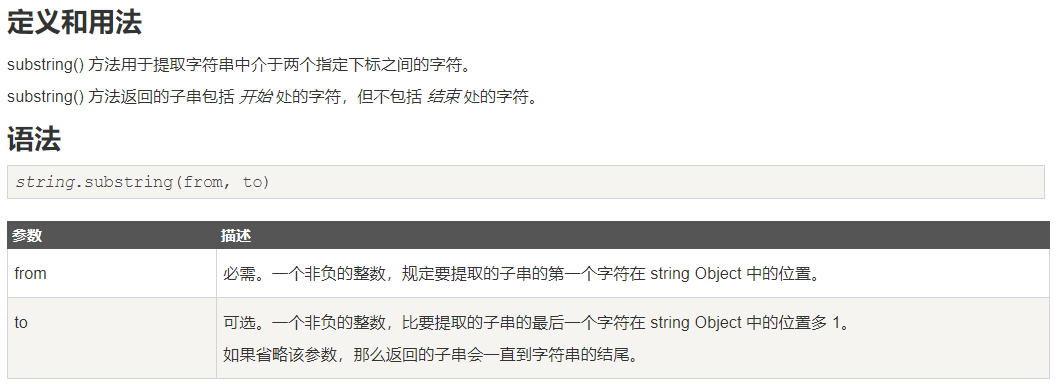 定义和用法
substring() 方法用于提取字符串中介于两个指定下标之间的字符。
substring() 方法返回的子串包括 开始 处的字符，但不包括 结束 处的字符。
语法
string.substring(from, to)
参数 描述
from 必需。一个非负的整数，规定要提取的子串的第一个字符在 string Object 中的位置。
to 可选。一个非负的整数，比要提取的子串的最后一个字符在 string Object 中的位置多 1。
如果省略该参数，那么返回的子串会一直到字符串的结尾。